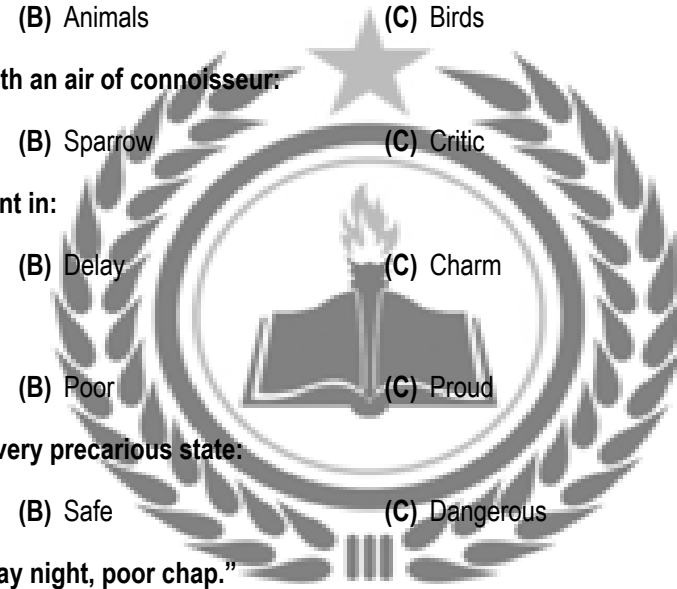 (B) Animals (C) Birds
th an air of connoisseur:
(B) Sparrow (C) Critic
nt in:
(B) Delay (C) Charm
(B) Poor (C) Proud
very precarious state:
(B) Safe (C) Dangerous
ay night, poor chap.”